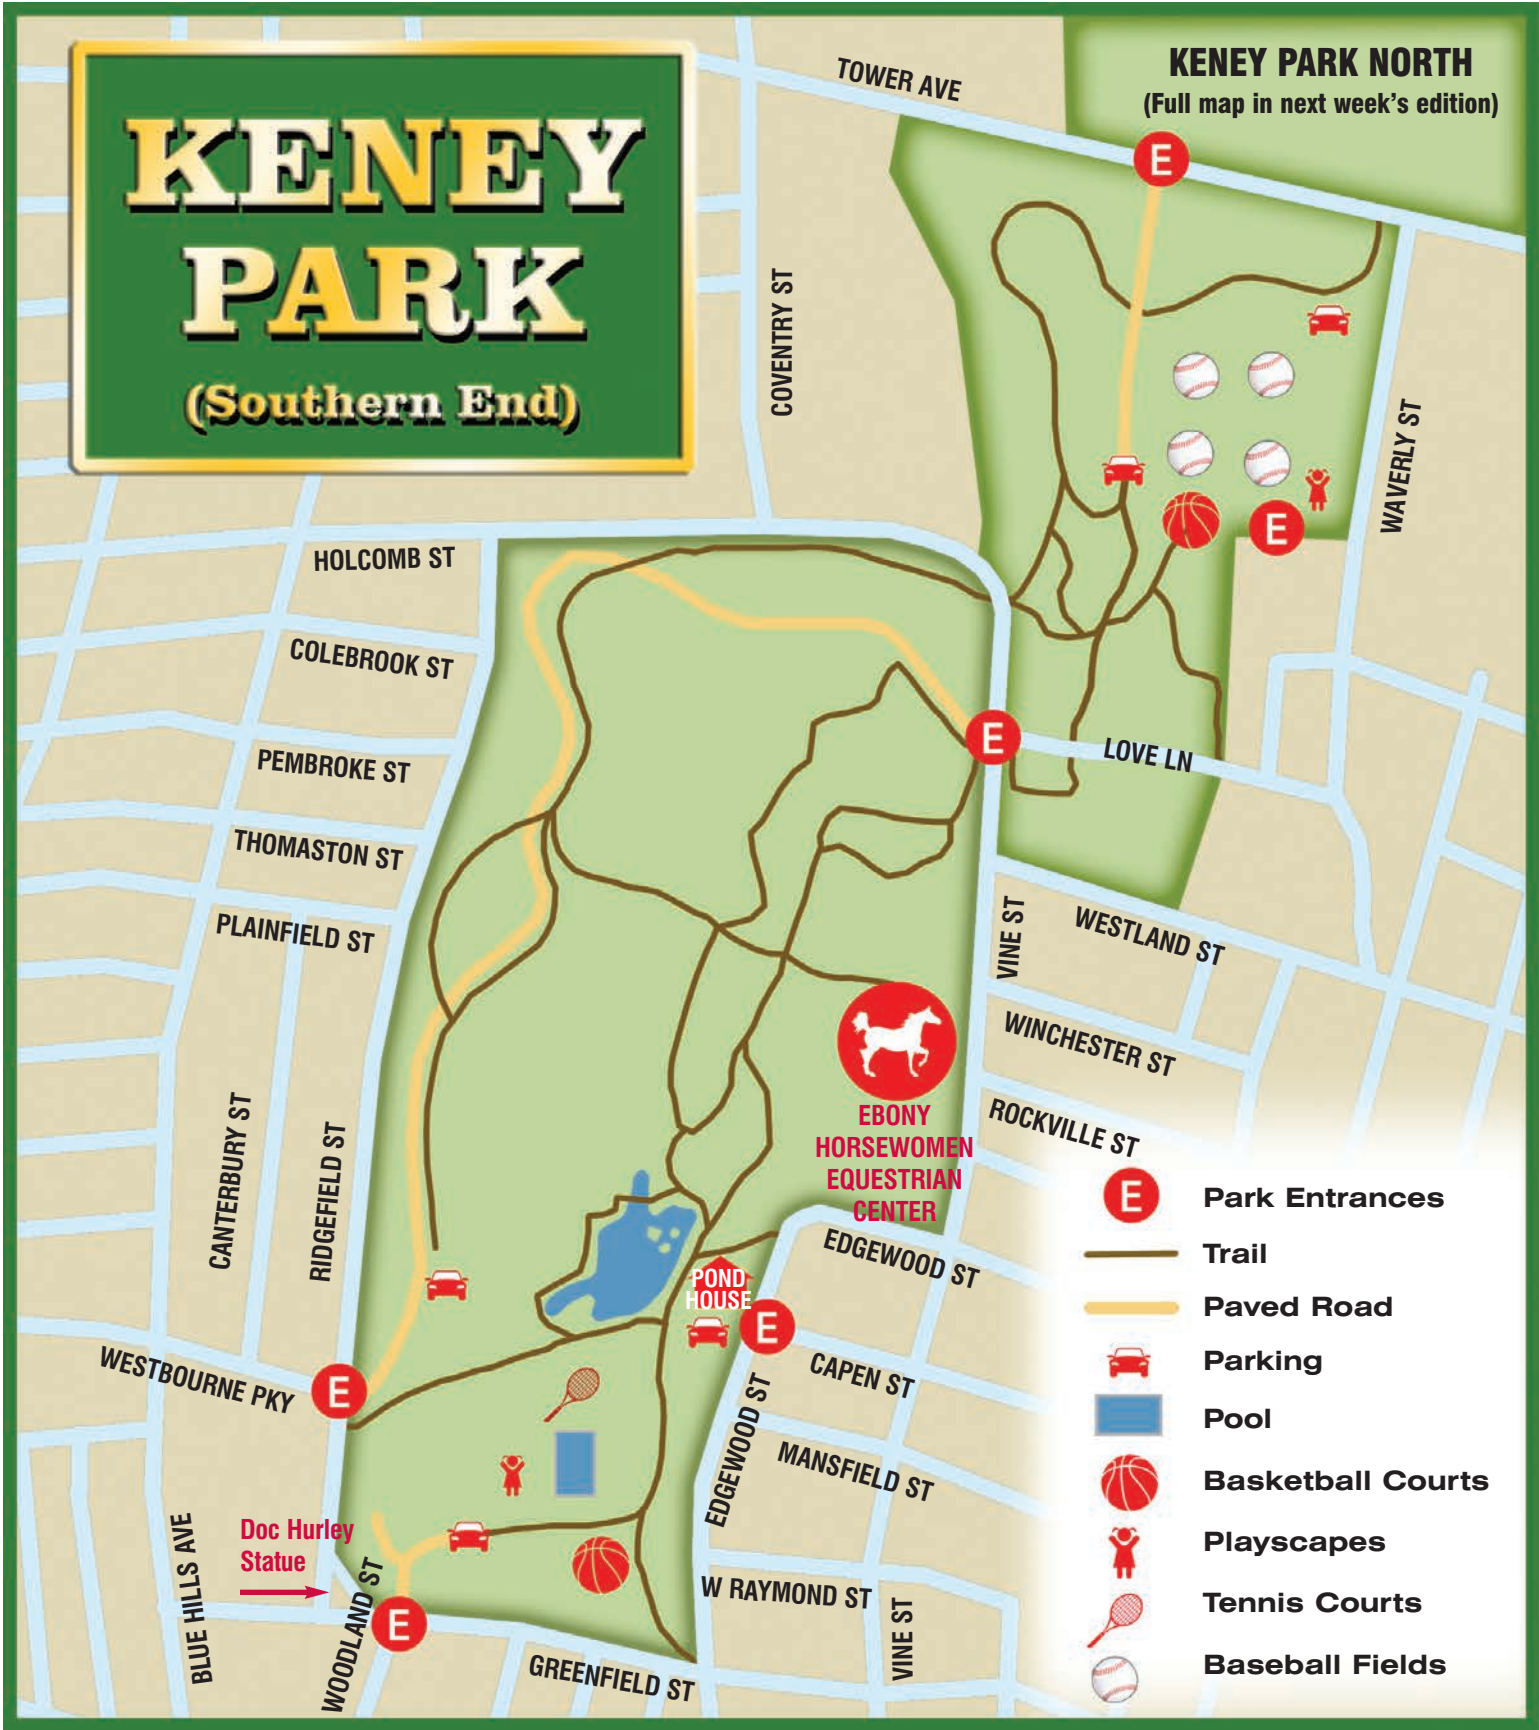 KENEY
PARK
(Southern End)
KENEY PARK NORTH
(Full map in next week's edition)
TOWER AVE
E
COVENTRY ST
WAVERLY ST
E
HOLCOMB ST
COLEBROOK ST
PEMBROKE ST
THOMASTON ST
PLAINFIELD ST
E
LOVE LN
VINE ST
WESTLAND ST
WINCHESTER ST
ROCKVILLE ST
CANTERBURY ST
RIDGEFIELD ST
EBONY
HORSEWOMEN
EQUESTRIAN
CENTER
EDGEWOOD ST
POND
HOUSE
E
CAPEN ST
WESTBOURNE PKY
E
EDGEWOOD ST
MANSFIELD ST
Doc Hurley
Statue
BLUE HILLS AVE
WOODLAND ST
E
W RAYMOND ST
VINE ST
GREENFIELD ST
E
Park Entrances
Trail
Paved Road
Parking
Pool
Basketball Courts
Playscapes
Tennis Courts
Baseball Fields